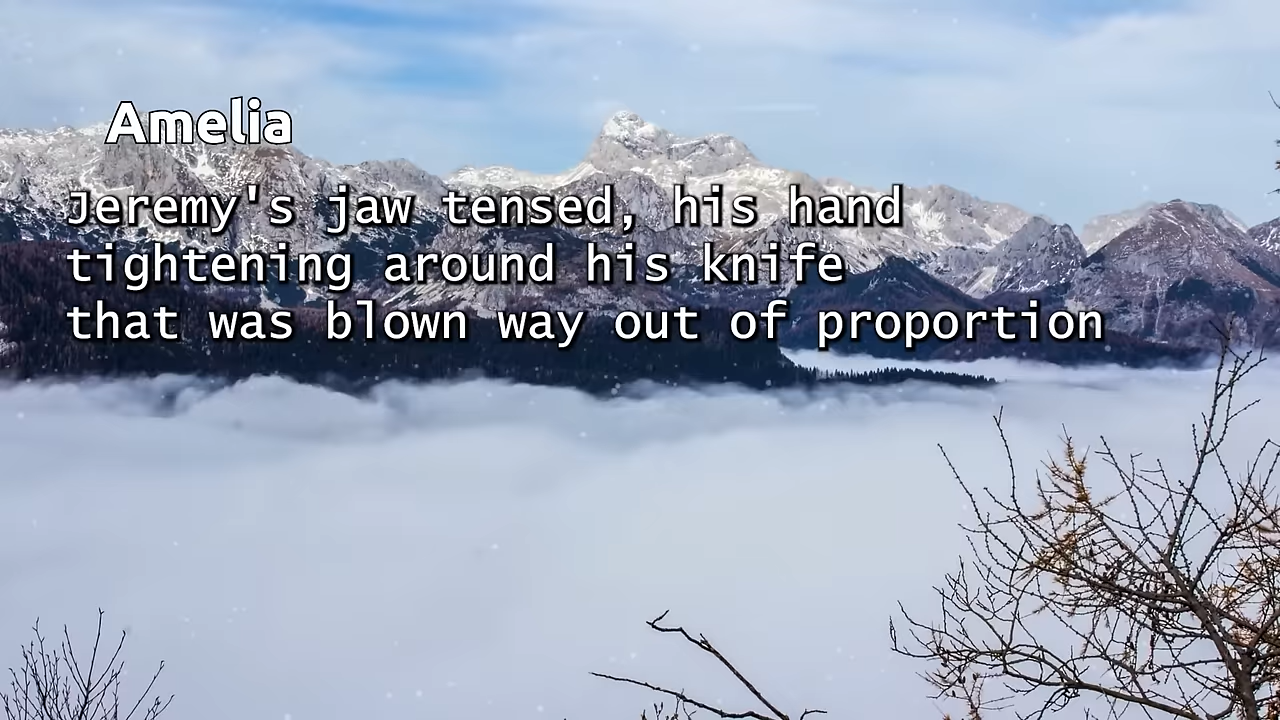 Amelia
Jeremy's jaw tensed, his hand
tightening around his knife
that was blown way out of proportion